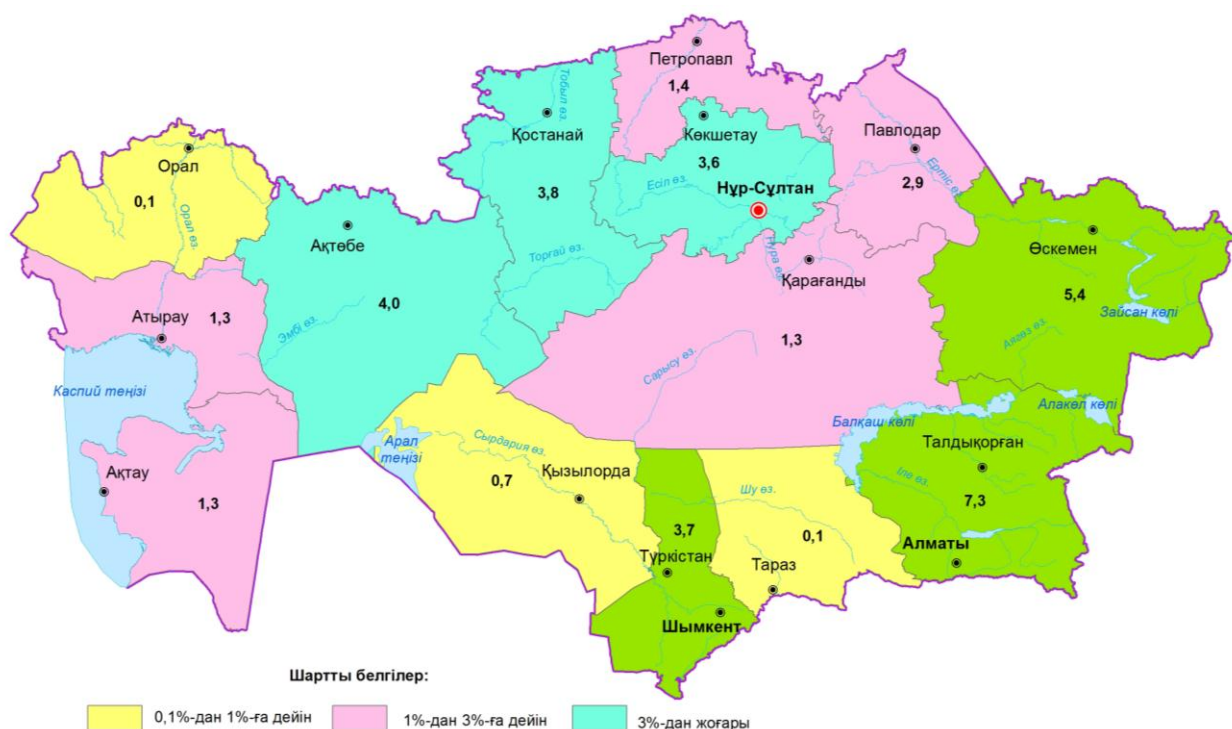 Петропавл
1,4
Тобыл өз.
Қостанай
3,8
Көкшетау
3,6
Есіл өз.
Нұр-Сұлтан
Павлодар
2,9
Ертіс өз.
Орал
0,1
Орал өз.
Ақтөбе
4,0
Торғай өз.
Эмбі өз.
Нұра өз.
Қарағанды
1,3
Сарысу өз.
Өскемен
5,4
Зайсан көлі
Аягөз өз.
Атырау
1,3
Каспий теңізі
Ақтау
1,3
Арал
теңізі
Сырдария өз.
Қызылорда
0,7
Балқаш көлі
Алакөл көлі
Талдықорған
Іле өз.
7,3
Алматы
Шу өз.
0,1
Тараз
3,7
Түркістан
Шымкент
Шартты белгілер:
0,1%-дан 1%-ға дейін
1%-дан 3%-ға дейін
3%-дан жоғары